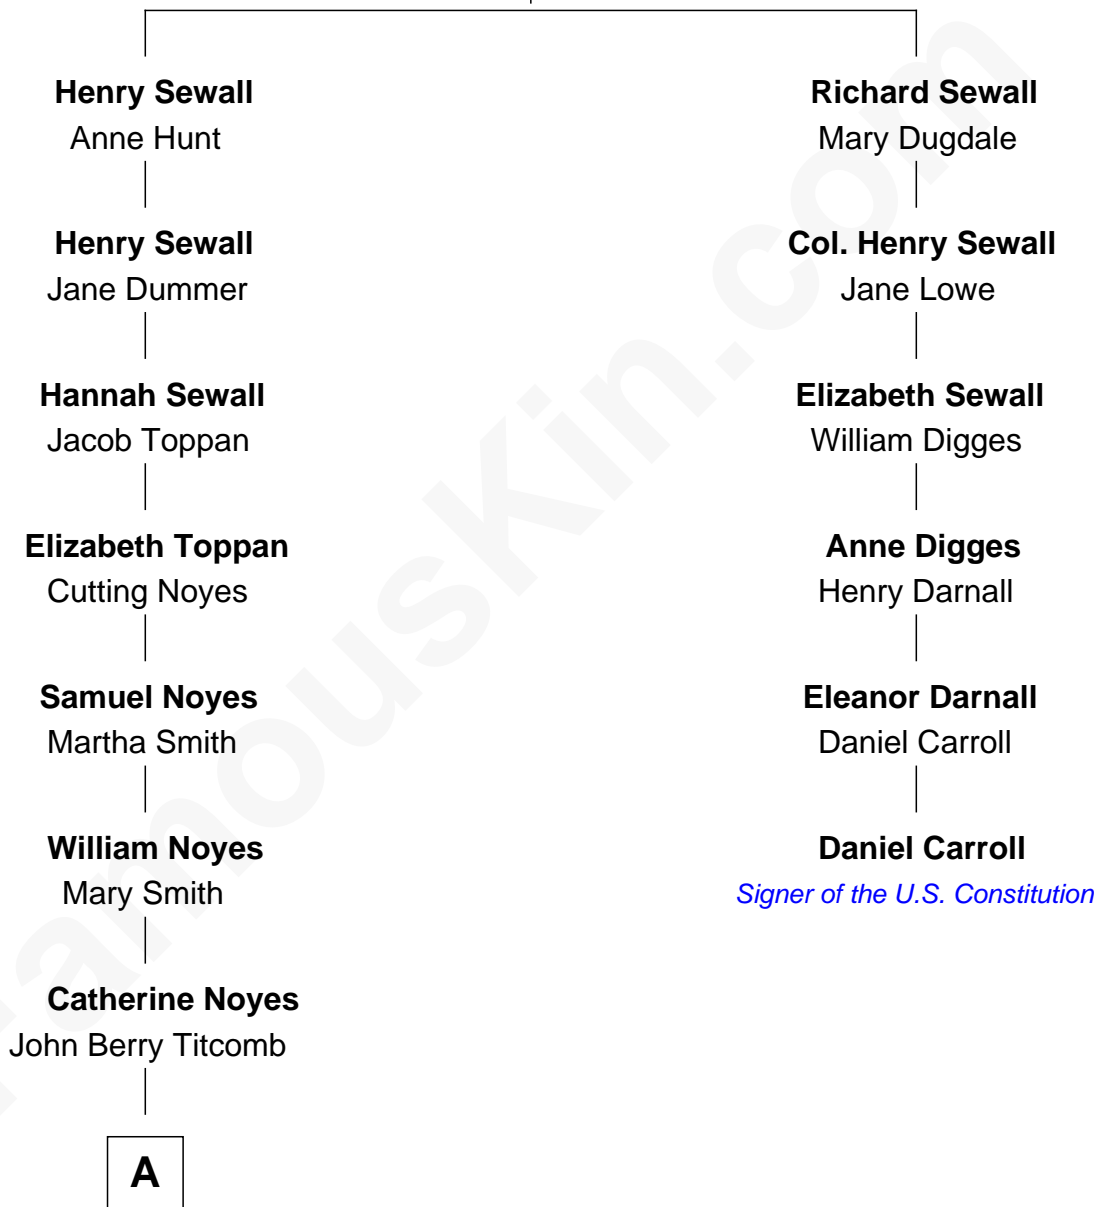 Henry Sewall
Anne Hunt
Henry Sewall
Jane Dummer
Hannah Sewall
Jacob Toppan
Elizabeth Toppan
Cutting Noyes
Samuel Noyes
Martha Smith
William Noyes
Mary Smith
Catherine Noyes
John Berry Titcomb
A
Richard Sewall
Mary Dugdale
Col. Henry Sewall
Jane Lowe
Elizabeth Sewall
William Digges
Anne Digges
Henry Darnall
Eleanor Darnall
Daniel Carroll
Daniel Carroll
Signer of the U.S. Constitution
FamousKin.com